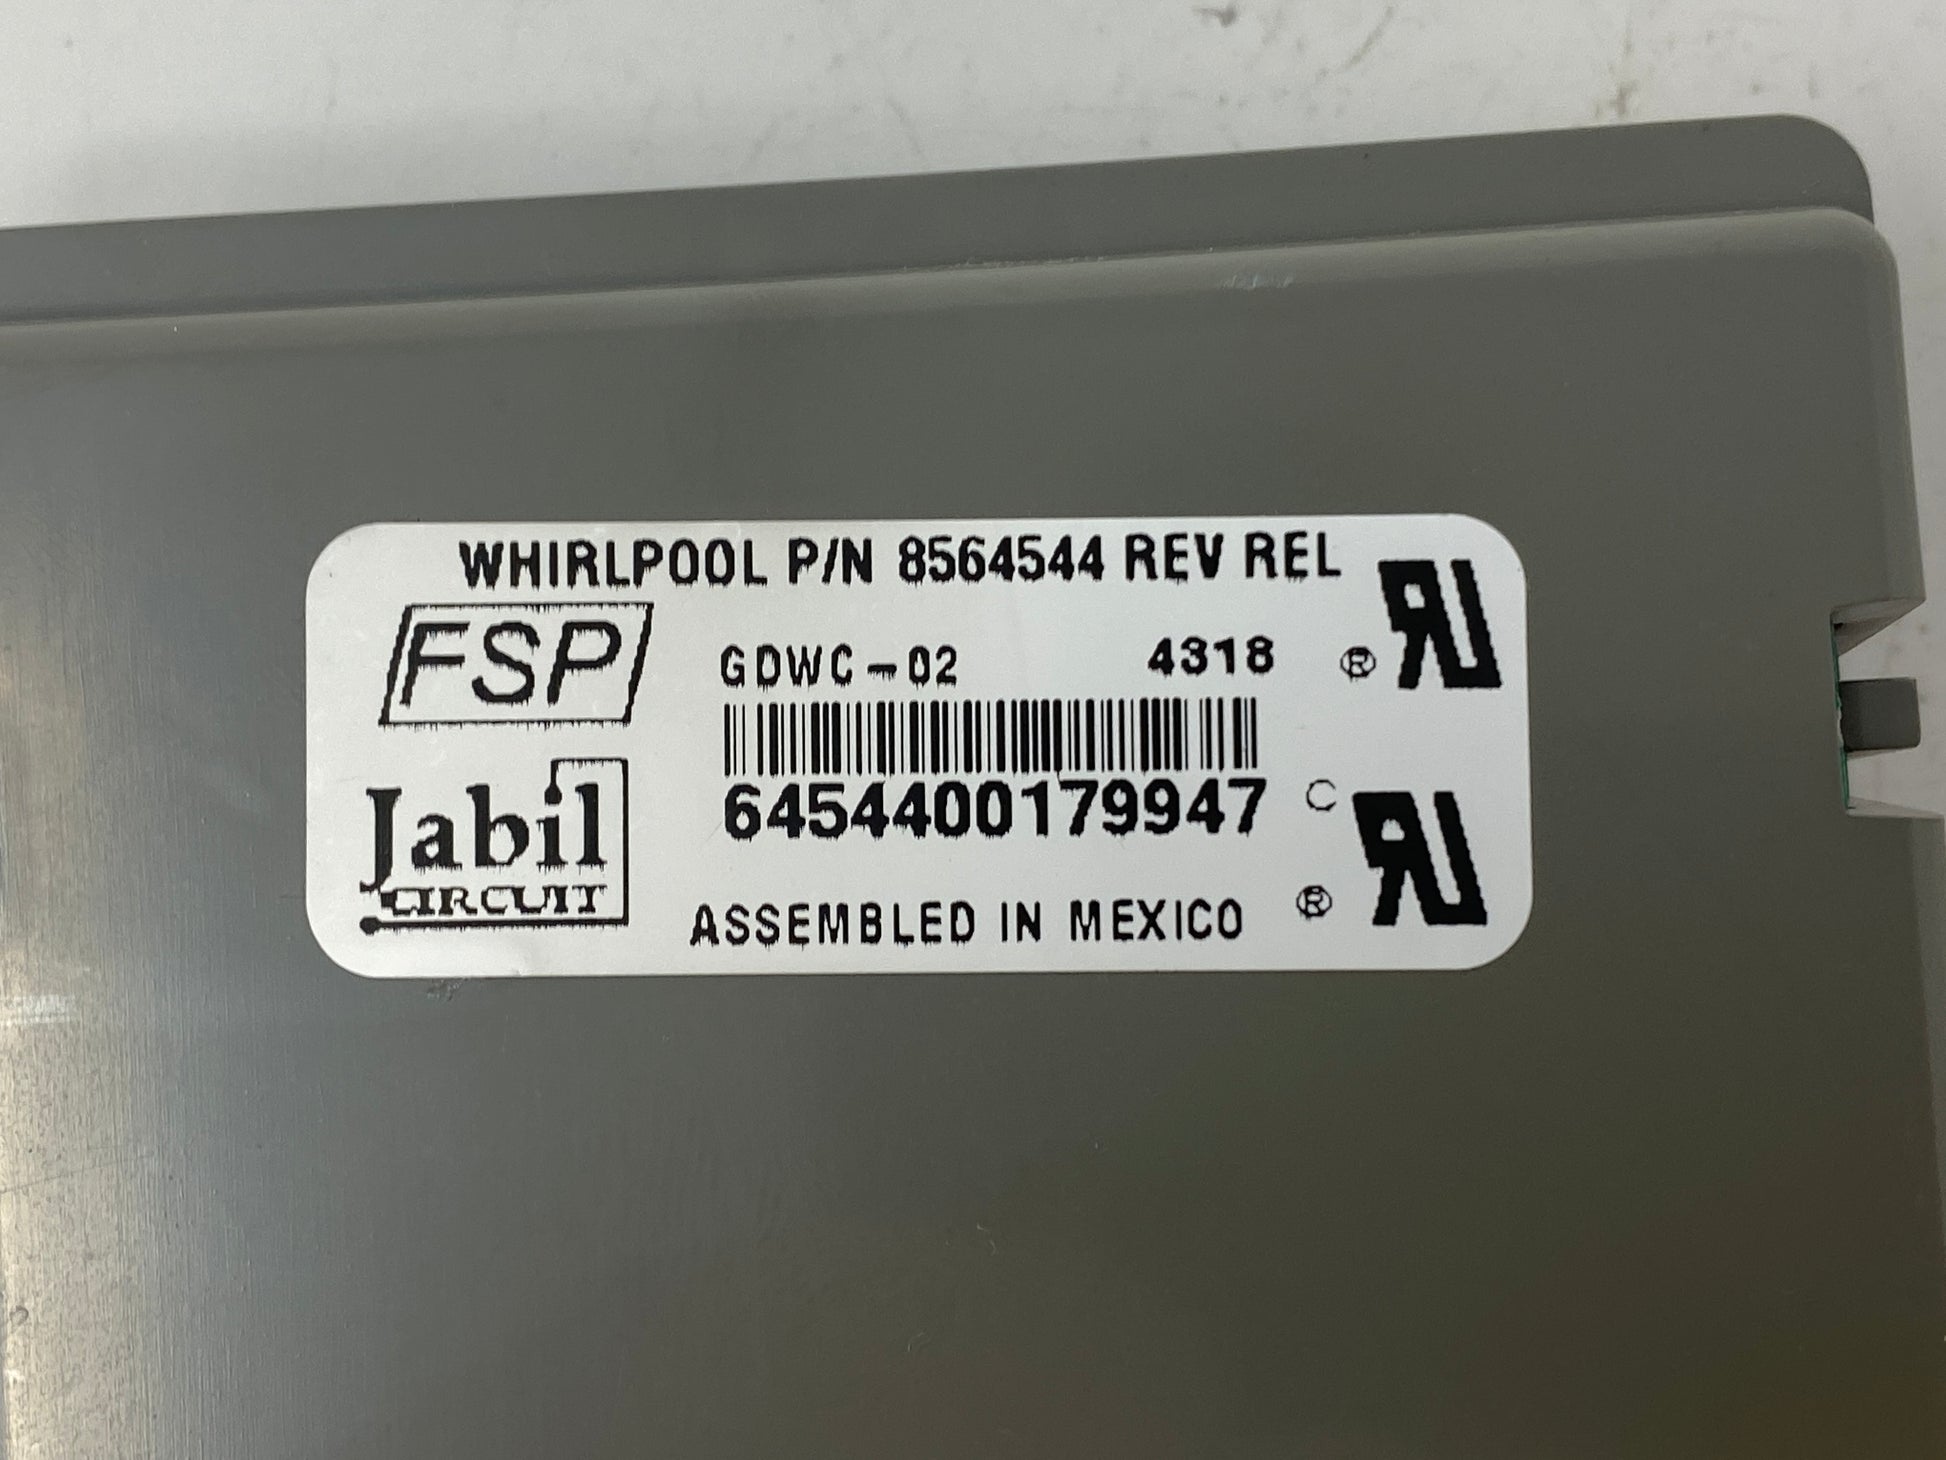 WHIRLPOOL P/N 8564544 REV REL
FSP
GDWC-02 4318 ®
6454400179947 C
Jabil
CIRCUIT
ASSEMBLED IN MEXICO ®